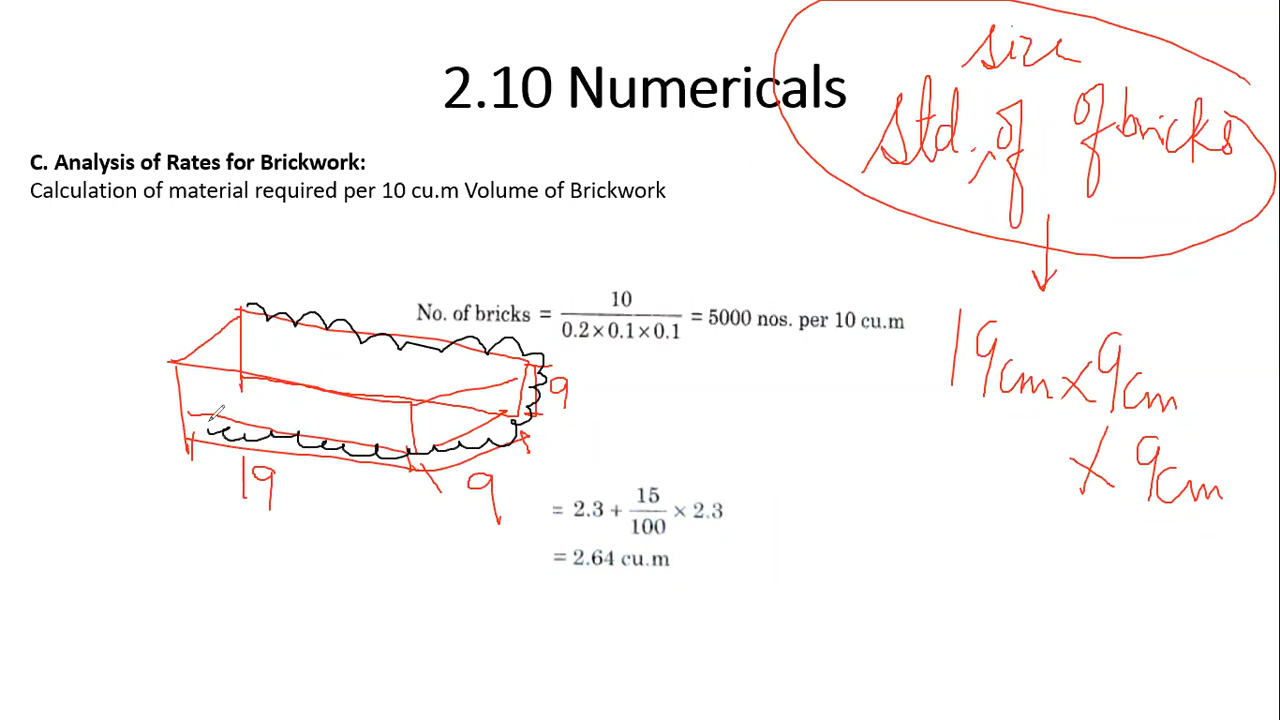 2.10 Numericals
size
std. of of bricks
C. Analysis of Rates for Brickwork:
Calculation of material required per 10 cu.m Volume of Brickwork
No. of bricks = 10 / 0.2×0.1×0.1 = 5000 nos. per 10 cu.m
19cm×9cm
× 9cm
9
19
9
= 2.3 + 15/100 × 2.3
= 2.64 cu.m